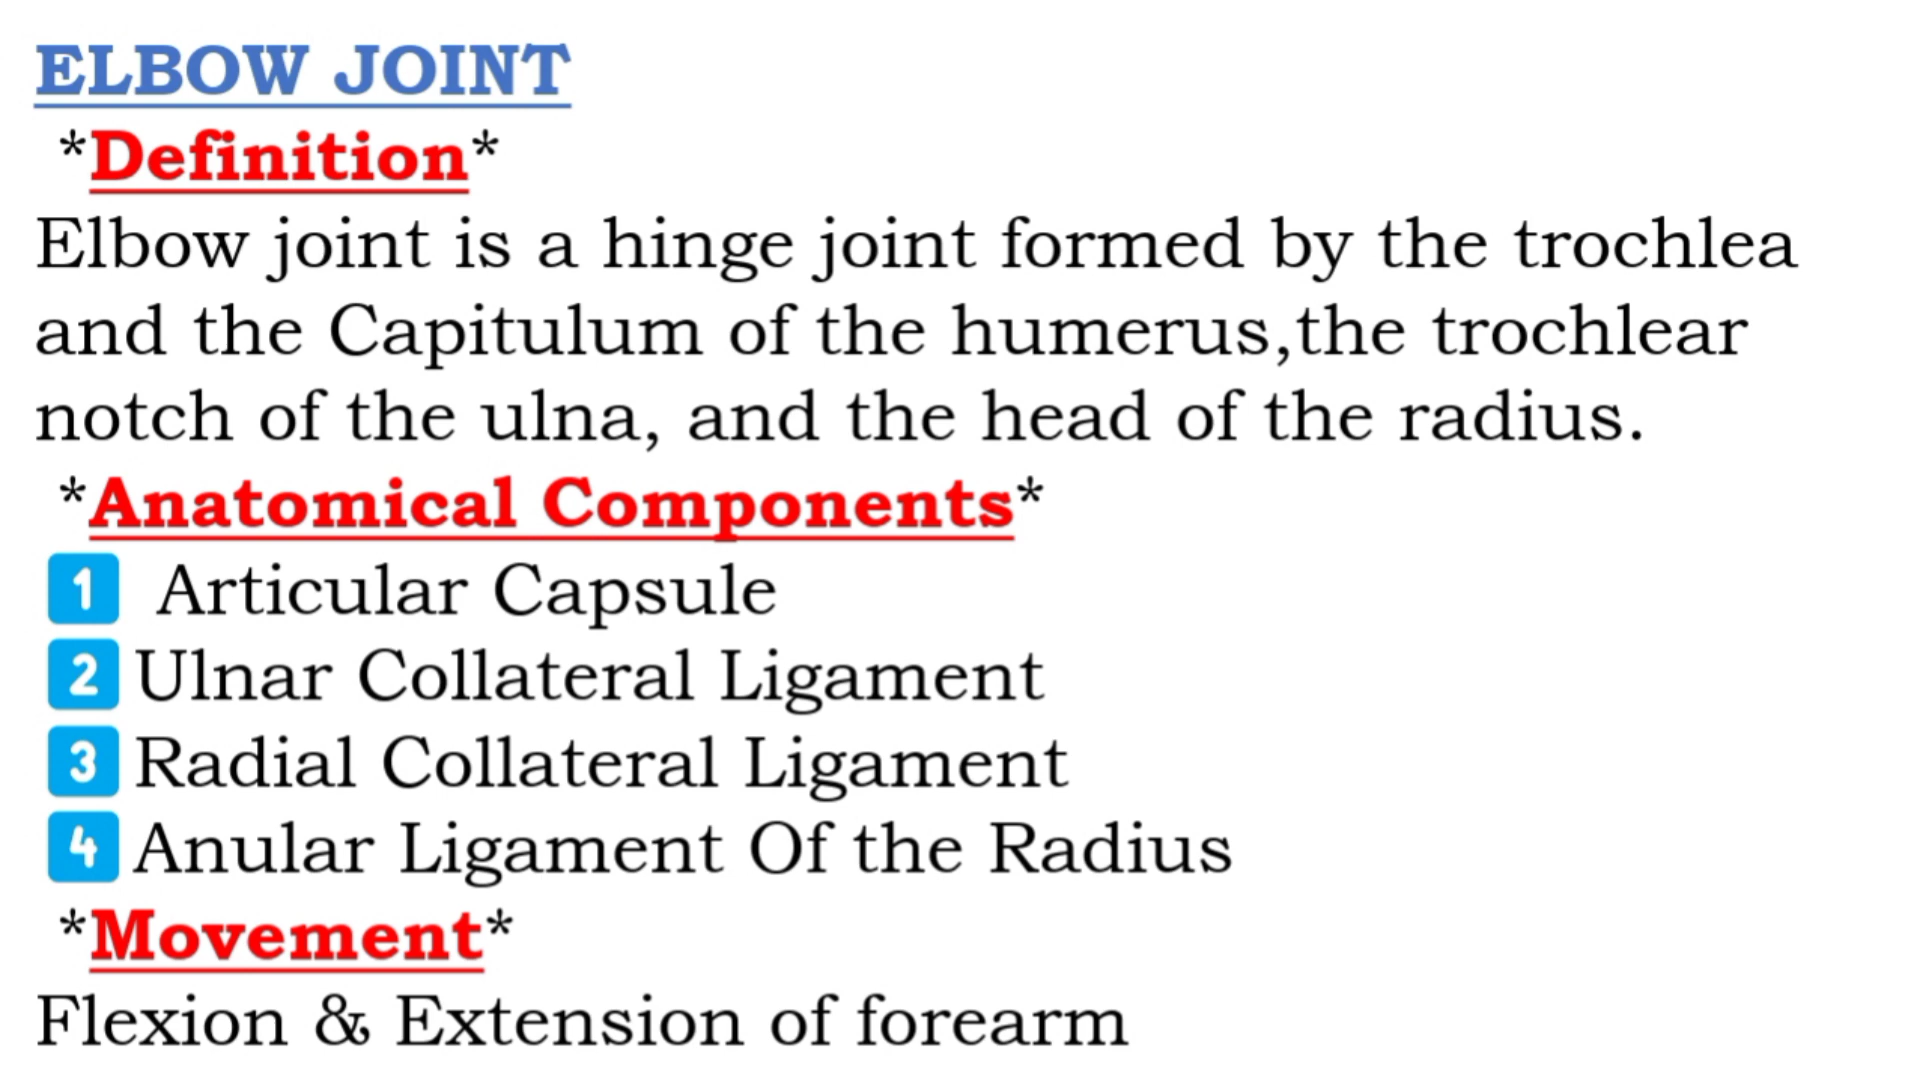 ELBOW JOINT
*Definition*
Elbow joint is a hinge joint formed by the trochlea
and the Capitulum of the humerus,the trochlear
notch of the ulna, and the head of the radius.
*Anatomical Components*
1 Articular Capsule
2 Ulnar Collateral Ligament
3 Radial Collateral Ligament
4 Anular Ligament Of the Radius
*Movement*
Flexion & Extension of forearm